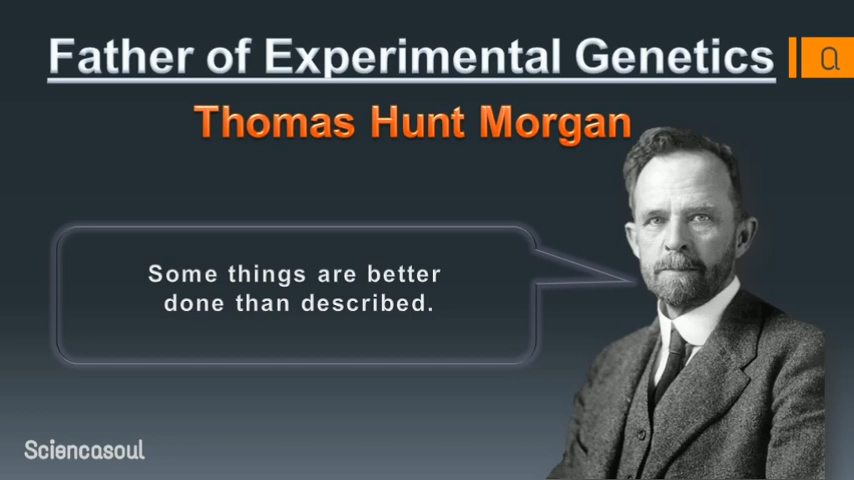 Father of Experimental Genetics
a
Thomas Hunt Morgan
Some things are better
done than described.
Sciencasoul